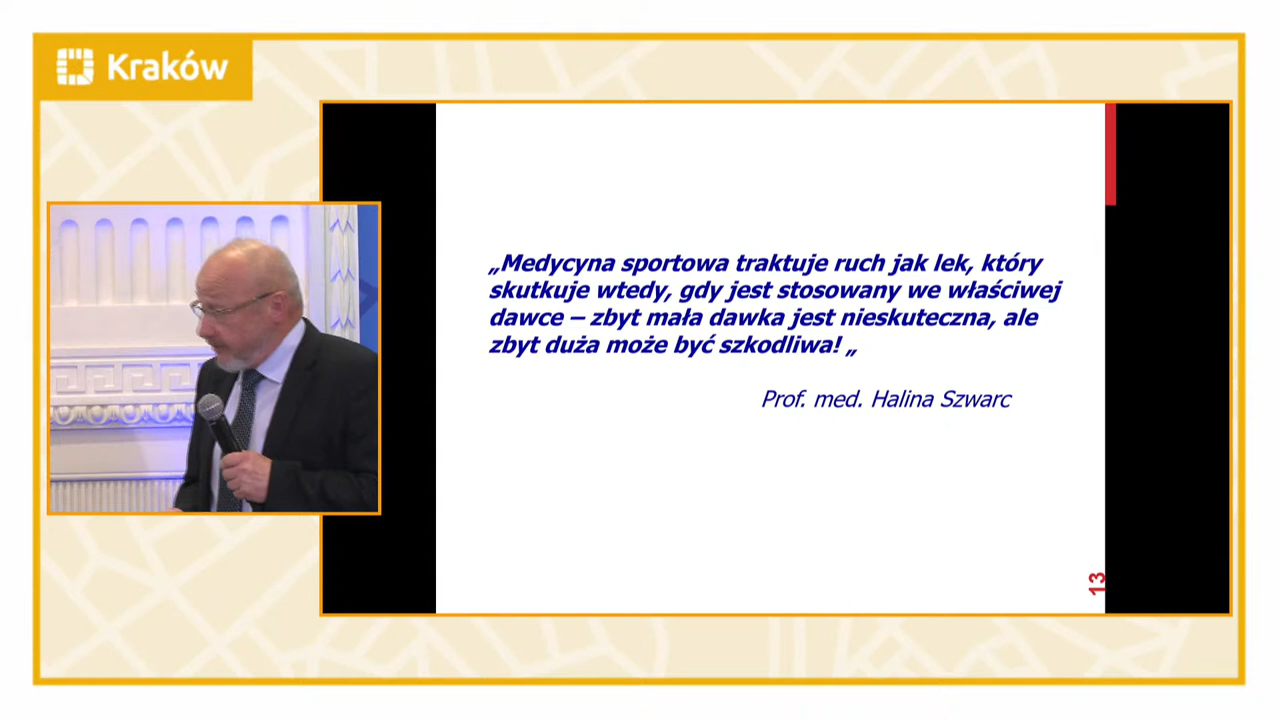 Kraków
„Medycyna sportowa traktuje ruch jak lek, który
skutkuje wtedy, gdy jest stosowany we właściwej
dawce – zbyt mała dawka jest nieskuteczna, ale
zbyt duża może być szkodliwa! „
Prof. med. Halina Szwarc
13